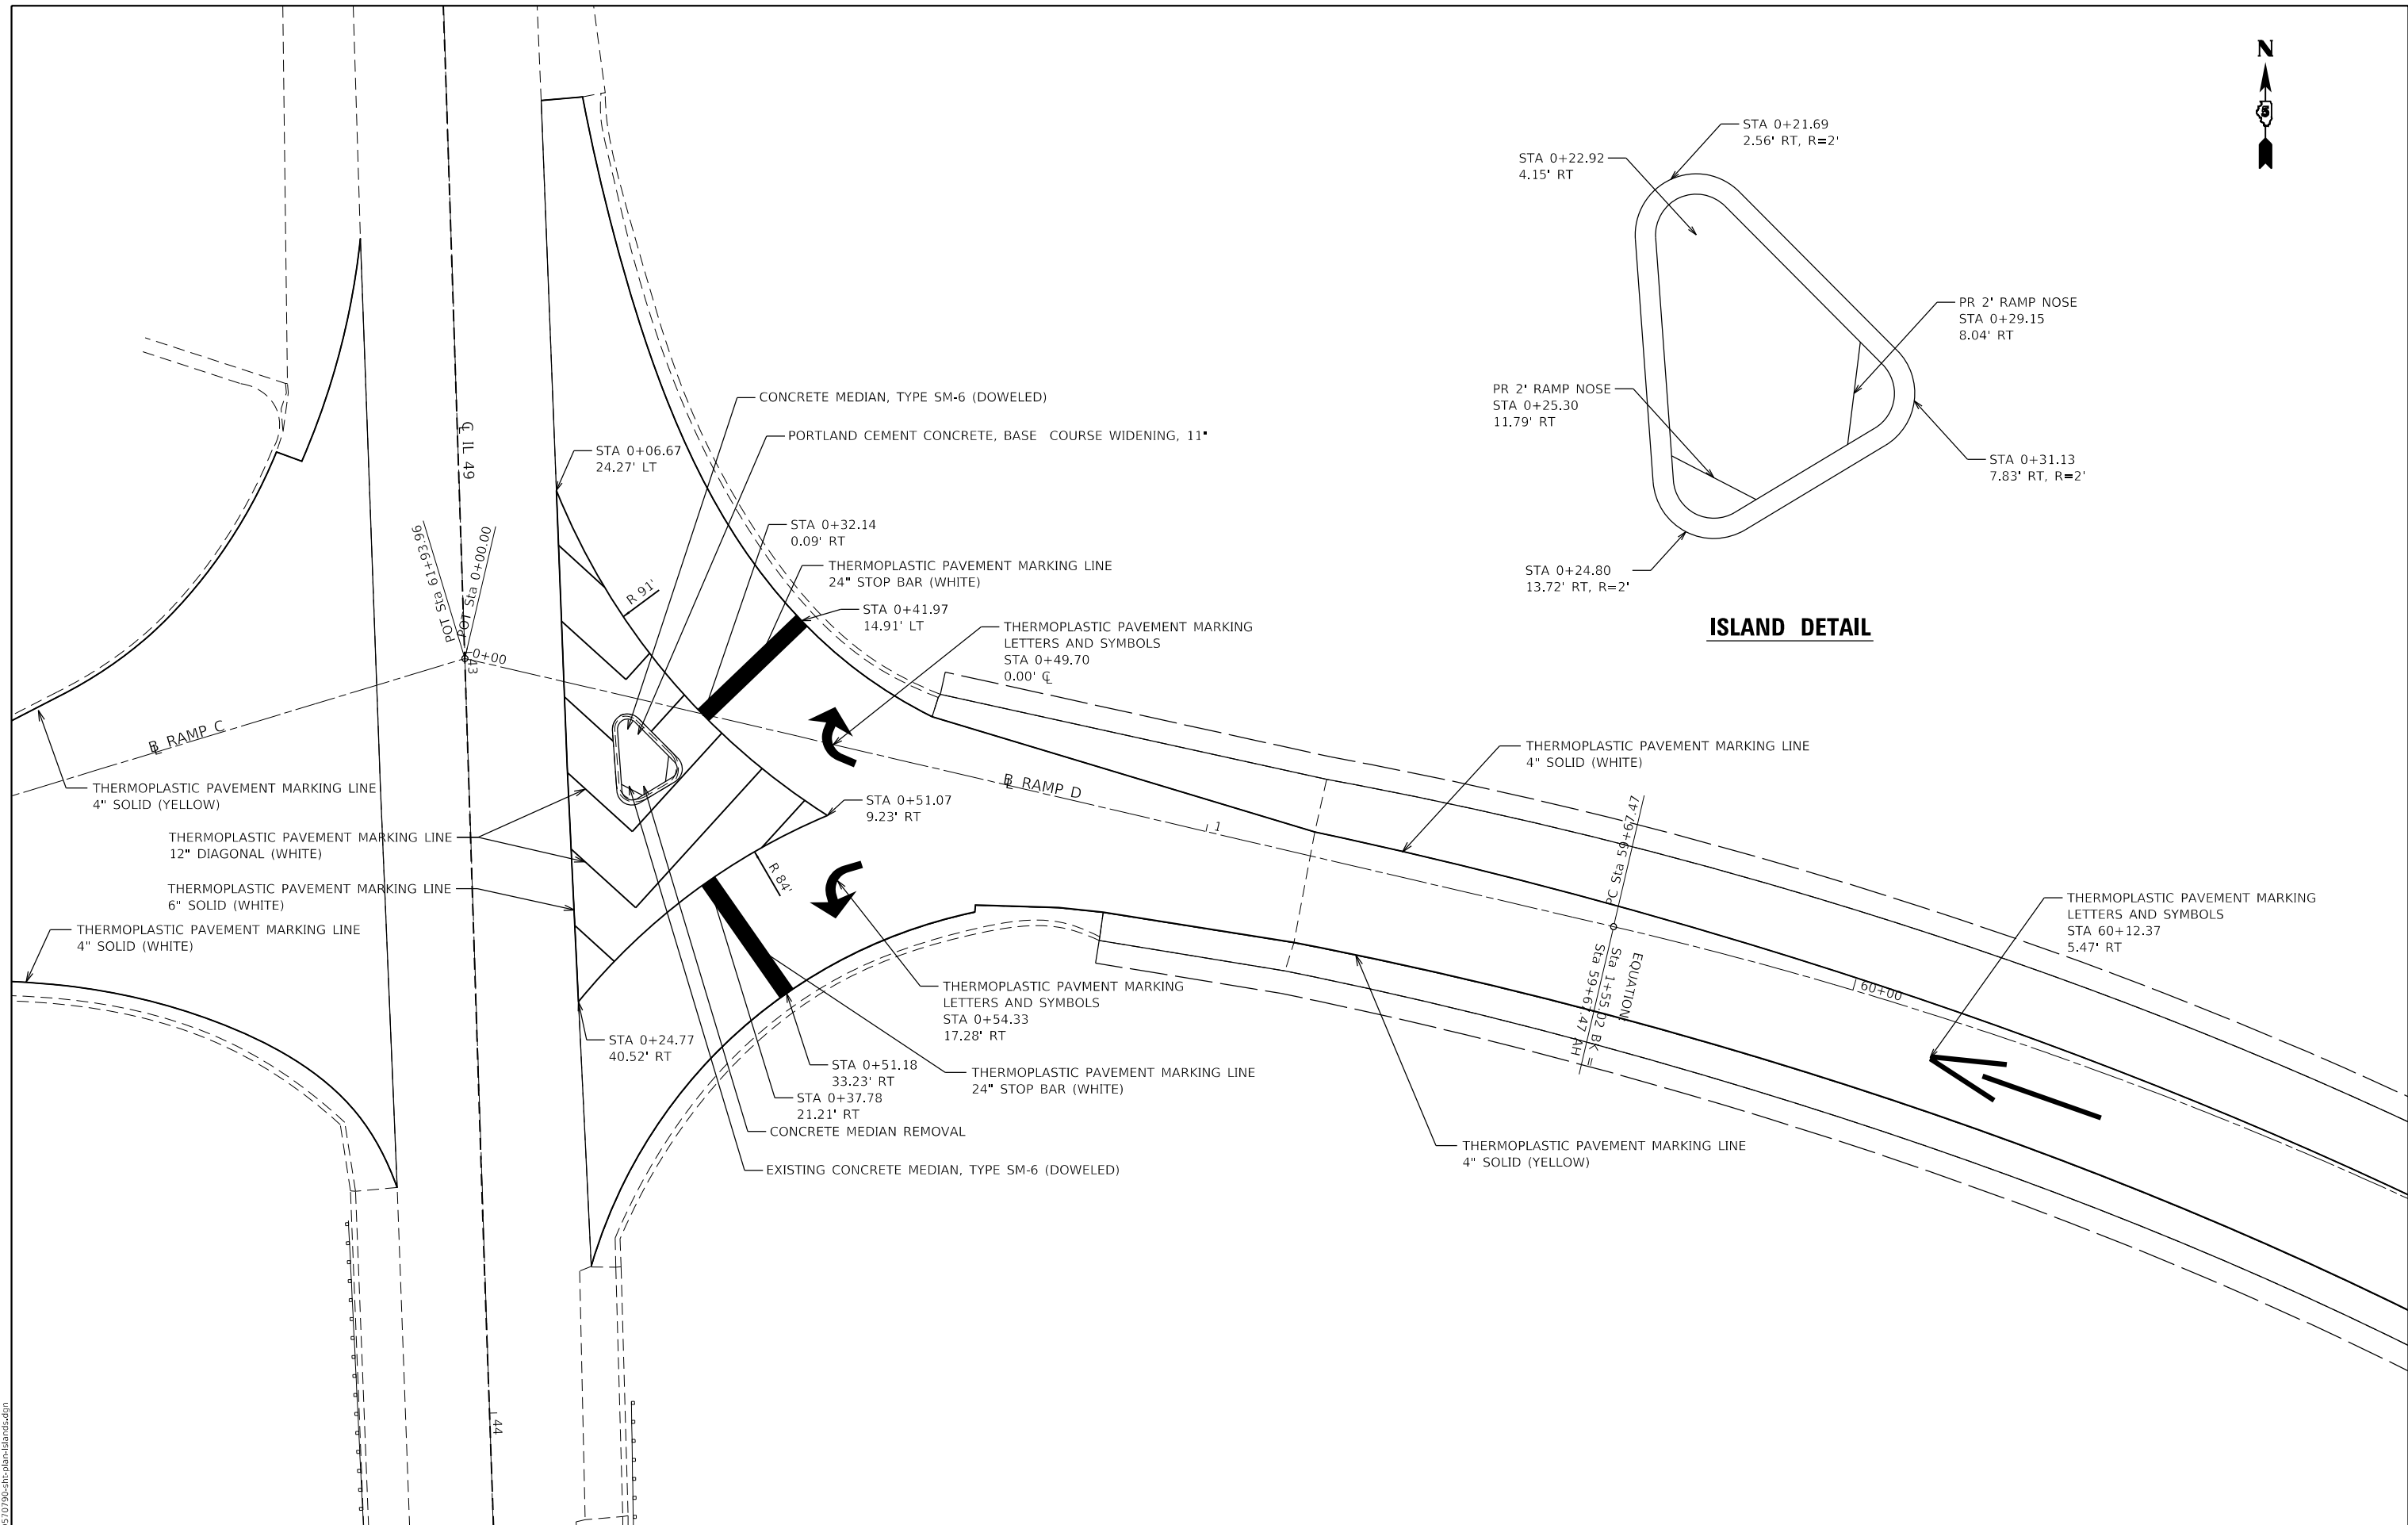 N
STA 0+21.69
2.56' RT, R=2'
STA 0+22.92
4.15' RT
PR 2' RAMP NOSE
STA 0+29.15
8.04' RT
PR 2' RAMP NOSE
STA 0+25.30
11.79' RT
STA 0+31.13
7.83' RT, R=2'
STA 0+24.80
13.72' RT, R=2'
ISLAND DETAIL
CONCRETE MEDIAN, TYPE SM-6 (DOWELED)
PORTLAND CEMENT CONCRETE, BASE COURSE WIDENING, 11"
℄ IL 49
STA 0+06.67
24.27' LT
STA 0+32.14
0.09' RT
THERMOPLASTIC PAVEMENT MARKING LINE
24" STOP BAR (WHITE)
R 91'
STA 0+41.97
14.91' LT
THERMOPLASTIC PAVEMENT MARKING
LETTERS AND SYMBOLS
STA 0+49.70
0.00' ℄
POT Sta 61+93.96
POT Sta 0+00.00
0+00
43
BL RAMP C
BL RAMP D
1
THERMOPLASTIC PAVEMENT MARKING LINE
4" SOLID (WHITE)
THERMOPLASTIC PAVEMENT MARKING LINE
4" SOLID (YELLOW)
STA 0+51.07
9.23' RT
THERMOPLASTIC PAVEMENT MARKING LINE
12" DIAGONAL (WHITE)
THERMOPLASTIC PAVEMENT MARKING LINE
6" SOLID (WHITE)
R 84'
PC Sta 59+67.47
THERMOPLASTIC PAVEMENT MARKING
LETTERS AND SYMBOLS
STA 60+12.37
5.47' RT
THERMOPLASTIC PAVEMENT MARKING LINE
4" SOLID (WHITE)
EQUATION:
Sta 1+55.02 BK =
Sta 59+67.47 AH
60+00
THERMOPLASTIC PAVMENT MARKING
LETTERS AND SYMBOLS
STA 0+54.33
17.28' RT
STA 0+24.77
40.52' RT
STA 0+51.18
33.23' RT
THERMOPLASTIC PAVEMENT MARKING LINE
24" STOP BAR (WHITE)
STA 0+37.78
21.21' RT
CONCRETE MEDIAN REMOVAL
EXISTING CONCRETE MEDIAN, TYPE SM-6 (DOWELED)
THERMOPLASTIC PAVEMENT MARKING LINE
4" SOLID (YELLOW)
44